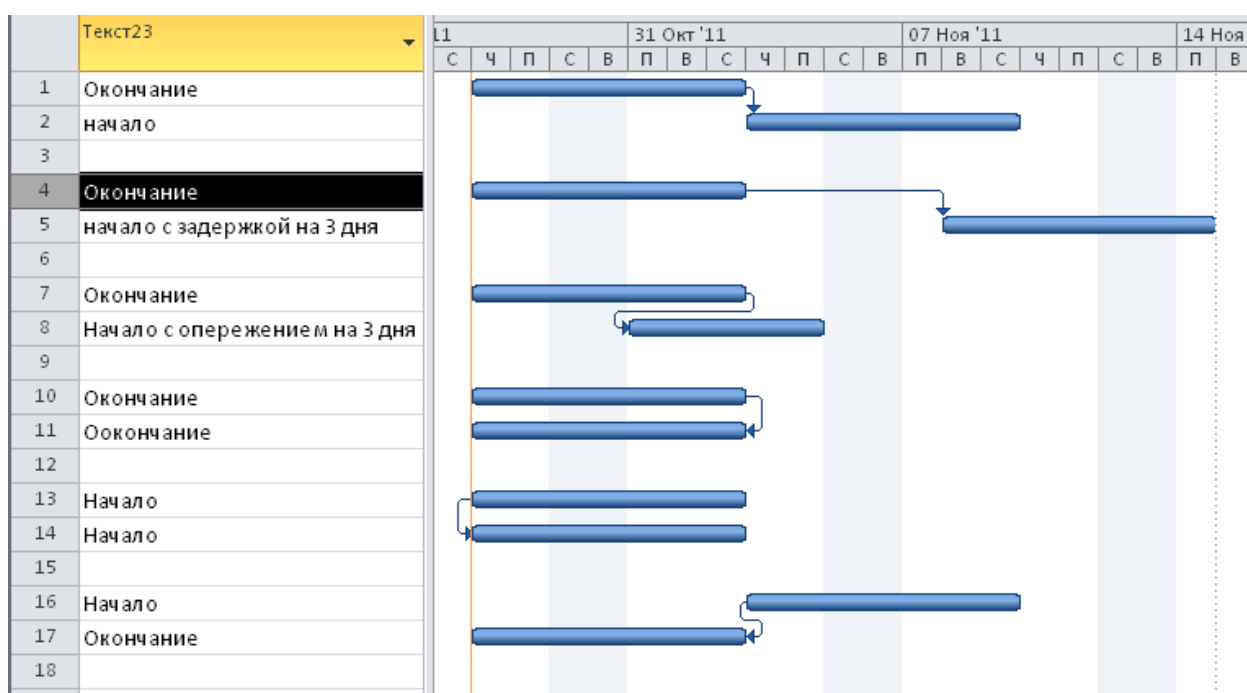 Текст23
11
31 Окт '11
07 Ноя '11
14 Ноя
С Ч П С В П В С Ч П С В П В С Ч П С В П В
1 Окончание
2 начало
3
4 Окончание
5 начало с задержкой на 3 дня
6
7 Окончание
8 Начало с опережением на 3 дня
9
10 Окончание
11 Оокончание
12
13 Начало
14 Начало
15
16 Начало
17 Окончание
18